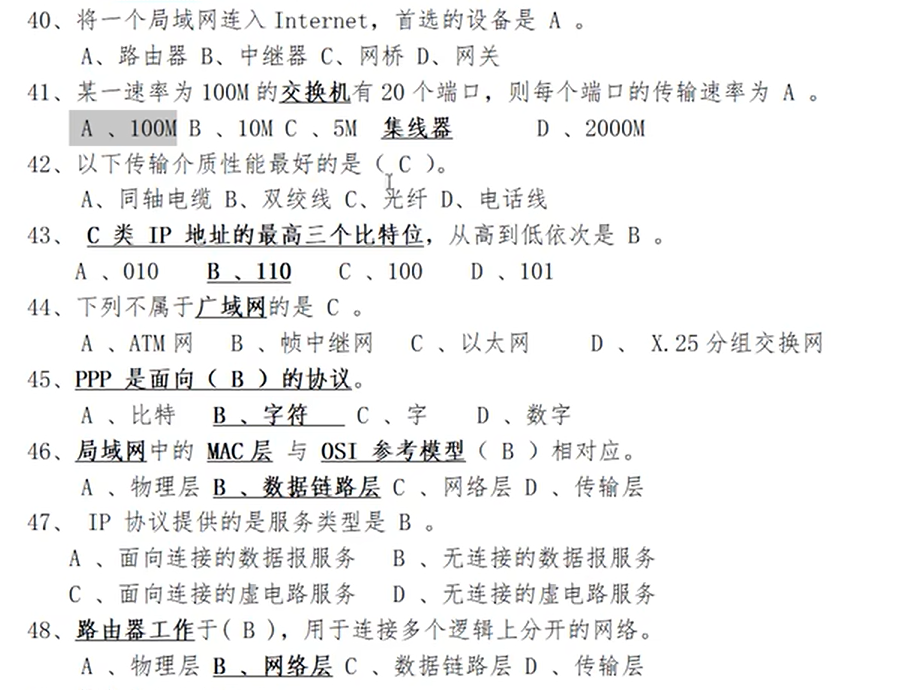 40、将一个局域网连入 Internet，首选的设备是 A 。
A、路由器 B、中继器 C、网桥 D、网关
41、某一速率为 100M 的交换机有 20 个端口，则每个端口的传输速率为 A 。
A 、100M B 、10M C 、5M 集线器 D 、2000M
42、以下传输介质性能最好的是（ C ）。
A、同轴电缆 B、双绞线 C、光纤 D、电话线
43、 C 类 IP 地址的最高三个比特位，从高到低依次是 B 。
A 、010 B 、110 C 、100 D 、101
44、下列不属于广域网的是 C 。
A 、ATM 网 B 、帧中继网 C 、以太网 D 、 X.25 分组交换网
45、PPP 是面向（ B ）的协议。
A 、比特 B 、字符 C 、字 D 、数字
46、局域网中的 MAC 层 与 OSI 参考模型（ B ）相对应。
A 、物理层 B 、数据链路层 C 、网络层 D 、传输层
47、 IP 协议提供的是服务类型是 B 。
A 、面向连接的数据报服务 B 、无连接的数据报服务
C 、面向连接的虚电路服务 D 、无连接的虚电路服务
48、路由器工作于( B )，用于连接多个逻辑上分开的网络。
A 、物理层 B 、网络层 C 、数据链路层 D 、传输层